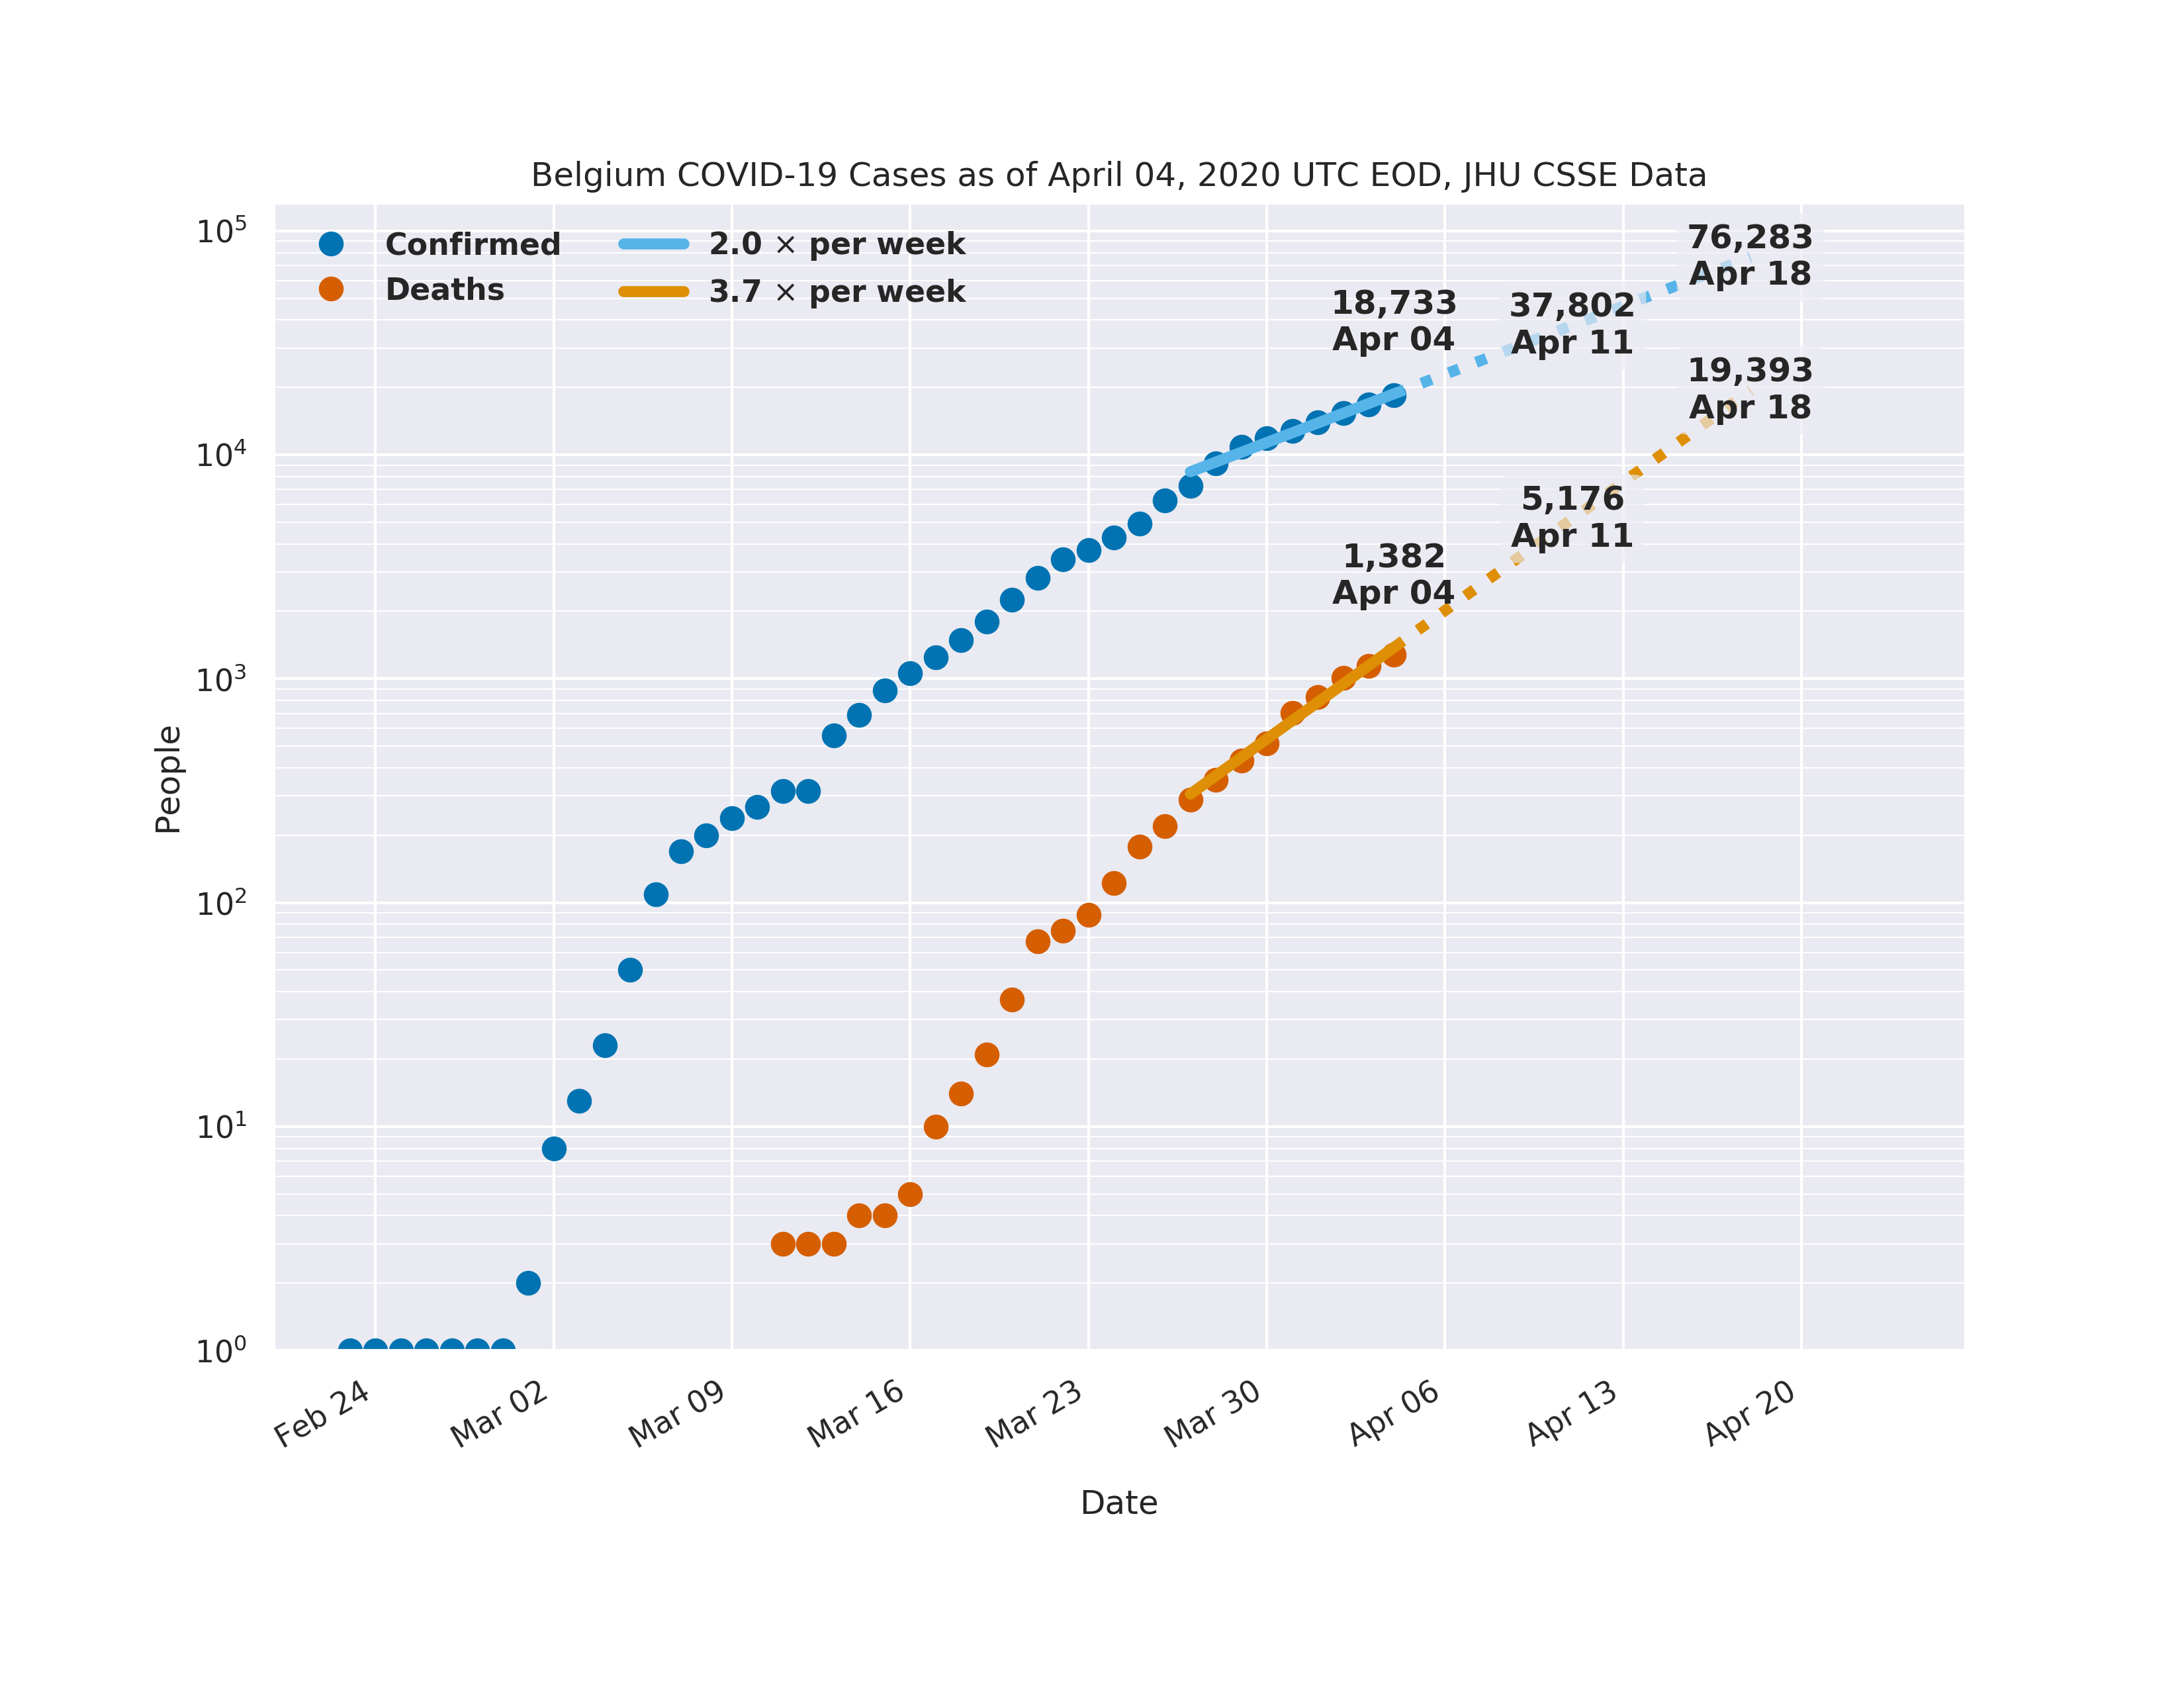 Belgium COVID-19 Cases as of April 04, 2020 UTC EOD, JHU CSSE Data
Confirmed
Deaths
2.0 × per week
3.7 × per week
76,283
Apr 18
18,733
Apr 04
37,802
Apr 11
19,393
Apr 18
5,176
Apr 11
1,382
Apr 04
10⁵
10⁴
10³
10²
10¹
10⁰
People
Feb 24
Mar 02
Mar 09
Mar 16
Mar 23
Mar 30
Apr 06
Apr 13
Apr 20
Date